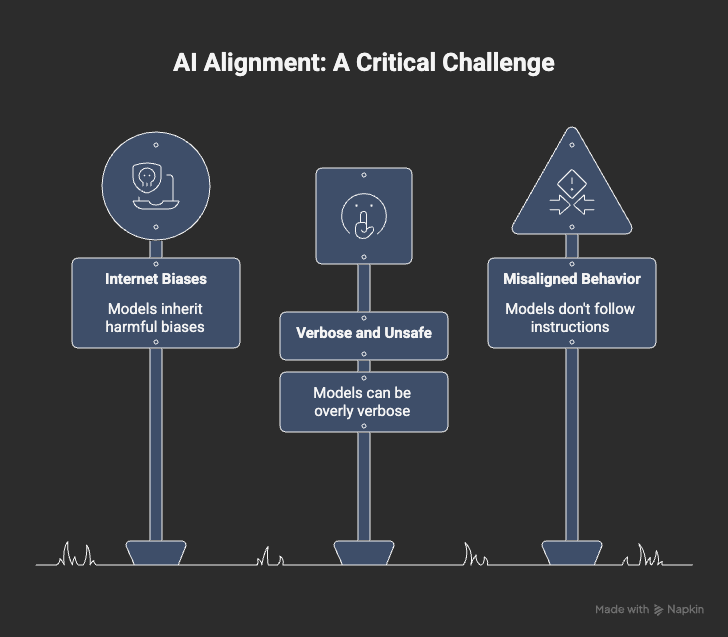 AI Alignment: A Critical Challenge
Internet Biases
Models inherit
harmful biases
Verbose and Unsafe
Models can be
overly verbose
Misaligned Behavior
Models don't follow
instructions
Made with Napkin